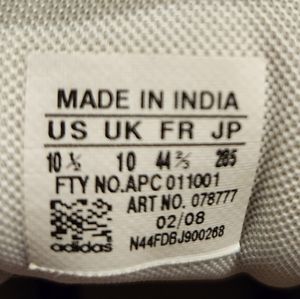 MADE IN INDIA
US UK FR JP
10 ½ 10 44 ⅔ 285
FTY NO.APC 011001
ART NO. 078777
02/08
adidas N44FDBJ900268